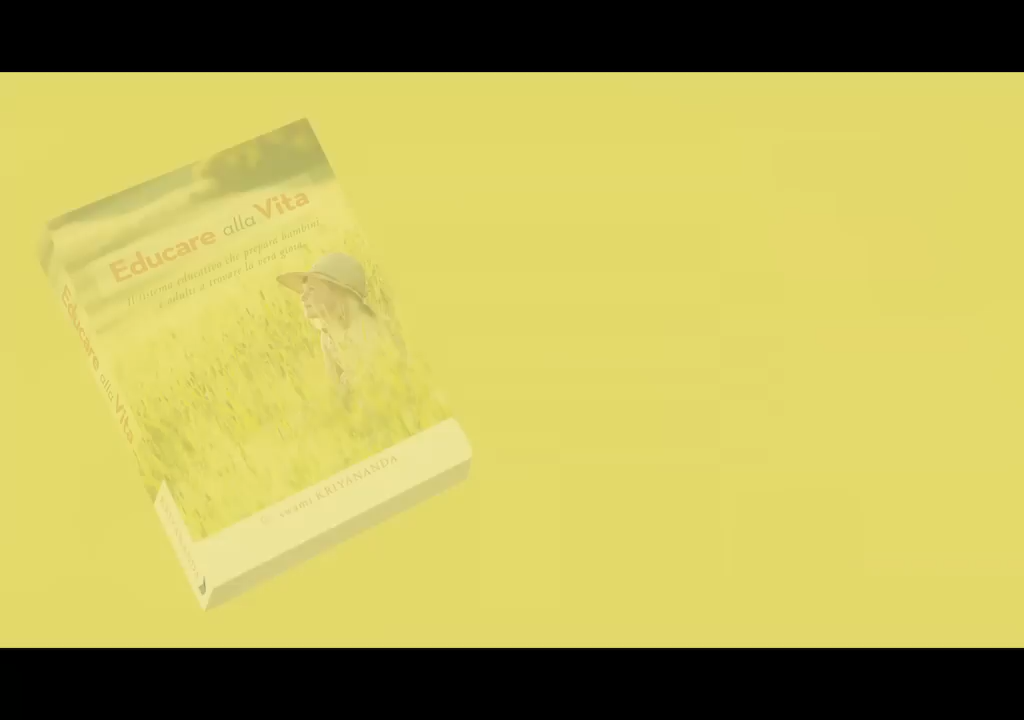 Educare alla Vita
Il sistema educativo che prepara bambini
e adulti a trovare la vera gioia
swami KRIYANANDA
Educare alla Vita